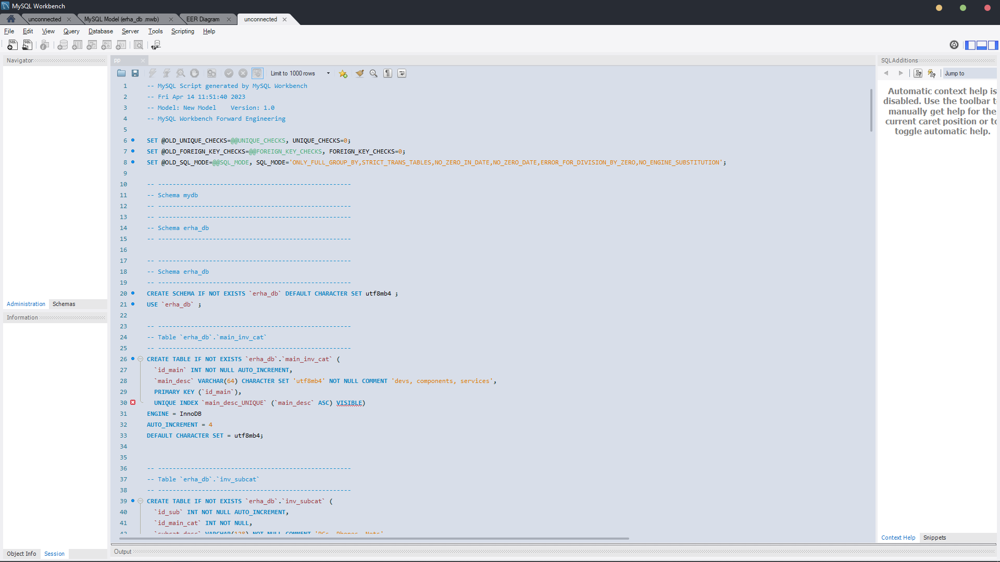 MySQL Workbench
unconnected
MySQL Model (erha_db .mwb)
EER Diagram
unconnected
File Edit View Query Database Server Tools Scripting Help
Navigator
Administration Schemas
Information
Object Info Session
pp
Limit to 1000 rows
1 -- MySQL Script generated by MySQL Workbench
2 -- Fri Apr 14 11:51:40 2023
3 -- Model: New Model    Version: 1.0
4 -- MySQL Workbench Forward Engineering
5
6 SET @OLD_UNIQUE_CHECKS=@@UNIQUE_CHECKS, UNIQUE_CHECKS=0;
7 SET @OLD_FOREIGN_KEY_CHECKS=@@FOREIGN_KEY_CHECKS, FOREIGN_KEY_CHECKS=0;
8 SET @OLD_SQL_MODE=@@SQL_MODE, SQL_MODE='ONLY_FULL_GROUP_BY,STRICT_TRANS_TABLES,NO_ZERO_IN_DATE,NO_ZERO_DATE,ERROR_FOR_DIVISION_BY_ZERO,NO_ENGINE_SUBSTITUTION';
9
10 -- -----------------------------------------------------
11 -- Schema mydb
12 -- -----------------------------------------------------
13 -- -----------------------------------------------------
14 -- Schema erha_db
15 -- -----------------------------------------------------
16
17 -- -----------------------------------------------------
18 -- Schema erha_db
19 -- -----------------------------------------------------
20 CREATE SCHEMA IF NOT EXISTS `erha_db` DEFAULT CHARACTER SET utf8mb4 ;
21 USE `erha_db` ;
22
23 -- -----------------------------------------------------
24 -- Table `erha_db`.`main_inv_cat`
25 -- -----------------------------------------------------
26 CREATE TABLE IF NOT EXISTS `erha_db`.`main_inv_cat` (
27 `id_main` INT NOT NULL AUTO_INCREMENT,
28 `main_desc` VARCHAR(64) CHARACTER SET 'utf8mb4' NOT NULL COMMENT 'devs, components, services',
29 PRIMARY KEY (`id_main`),
30 UNIQUE INDEX `main_desc_UNIQUE` (`main_desc` ASC) VISIBLE)
31 ENGINE = InnoDB
32 AUTO_INCREMENT = 4
33 DEFAULT CHARACTER SET = utf8mb4;
34
35
36 -- -----------------------------------------------------
37 -- Table `erha_db`.`inv_subcat`
38 -- -----------------------------------------------------
39 CREATE TABLE IF NOT EXISTS `erha_db`.`inv_subcat` (
40 `id_sub` INT NOT NULL AUTO_INCREMENT,
41 `id_main_cat` INT NOT NULL,
42 `subcat_desc` VARCHAR(128) NOT NULL COMMENT 'PCs, Phones, Nets'
Output
SQLAdditions
Jump to
Automatic context help is
disabled. Use the toolbar t
manually get help for the
current caret position or to
toggle automatic help.
Context Help Snippets